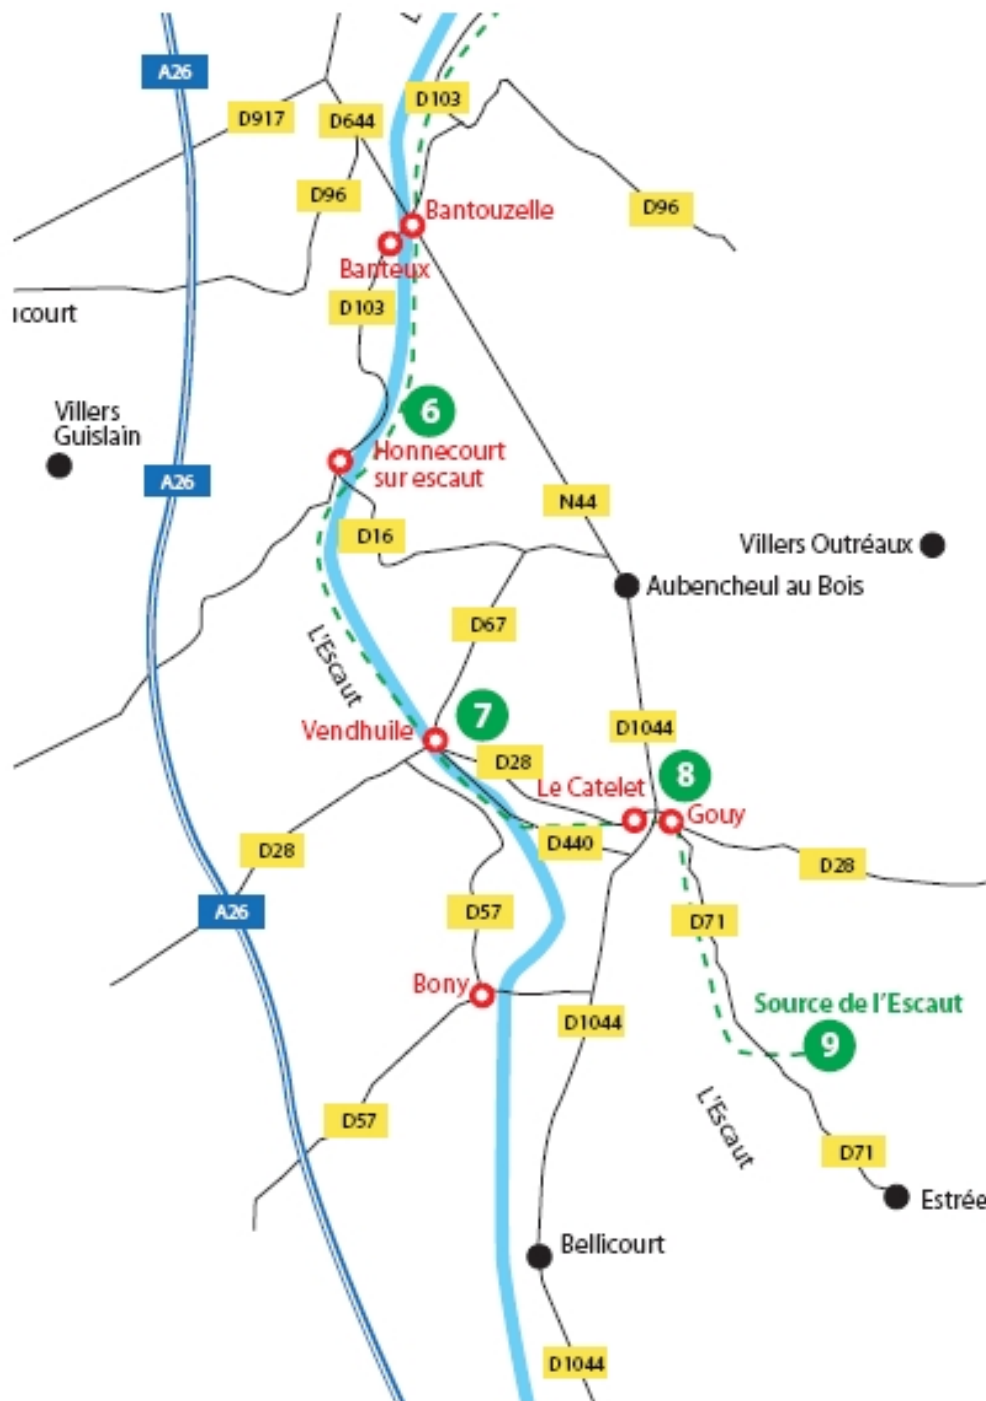 A26
D103
D917
D644
D96
D96
Bantouzelle
Banteux
D103
ıcourt
Villers
Guislain
6
Honnecourt
sur escaut
A26
N44
D16
Villers Outréaux
Aubencheul au Bois
D67
L'Escaut
7
Vendhuile
D1044
D28
8
Le Catelet
Gouy
D440
D28
D28
A26
D57
D71
Bony
Source de l'Escaut
D1044
9
L'Escaut
D57
D71
Estrée
Bellicourt
D1044